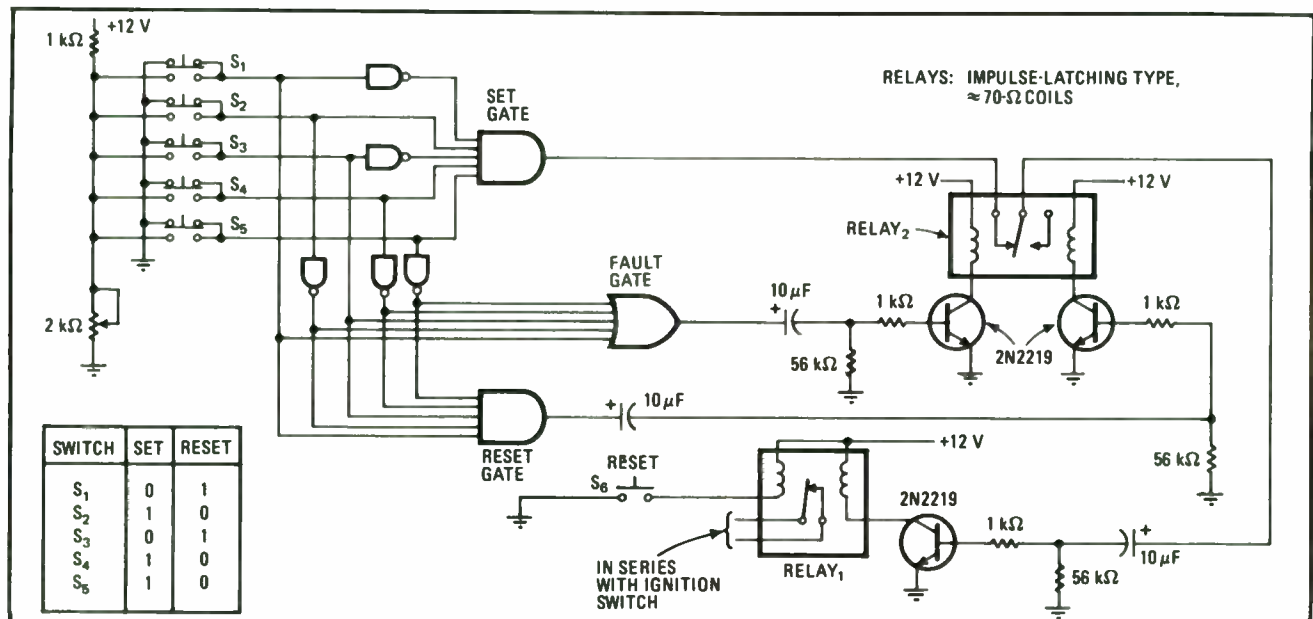 +12 V
1 kΩ
S₁
S₂
S₃
S₄
S₅
2 kΩ
SET
GATE
RELAYS: IMPULSE-LATCHING TYPE,
≈ 70-Ω COILS
+12 V
+12 V
RELAY₂
FAULT
GATE
10 μF
+
1 kΩ
1 kΩ
2N2219
56 kΩ
+
10 μF
RESET
GATE
56 kΩ
RESET
S₆
+12 V
2N2219
1 kΩ
+
10 μF
56 kΩ
IN SERIES
WITH IGNITION
SWITCH
RELAY₁
SWITCH SET RESET
S₁ 0 1
S₂ 1 0
S₃ 0 1
S₄ 1 0
S₅ 1 0